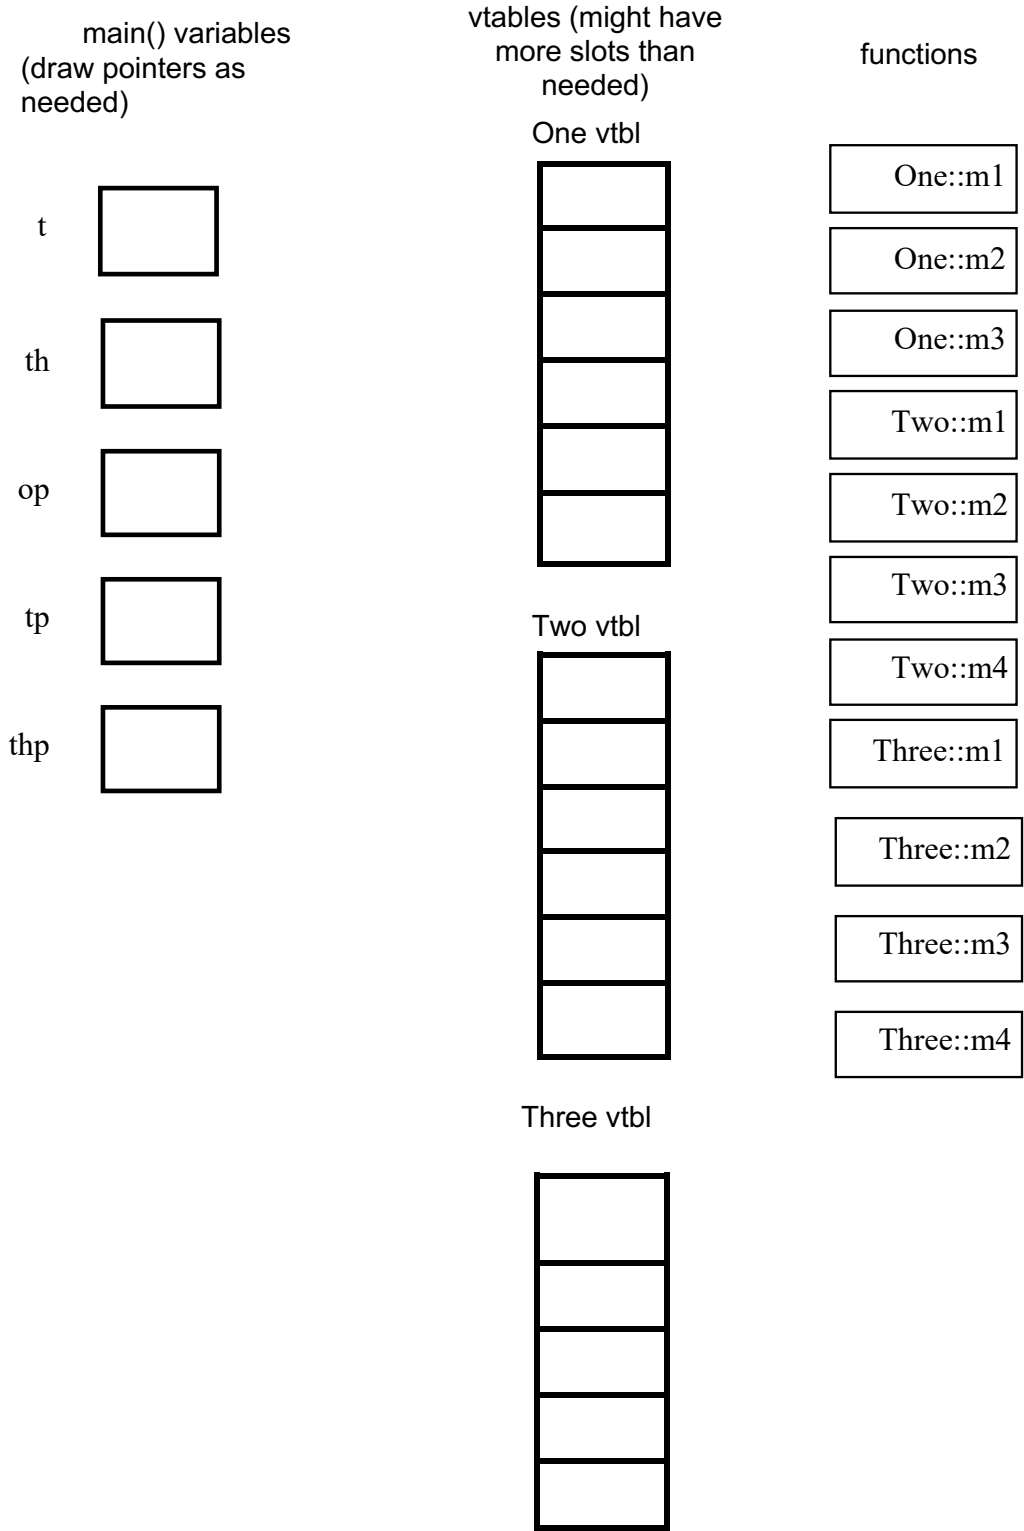 main() variables
(draw pointers as
needed)
t
th
op
tp
thp
vtables (might have
more slots than
needed)
One vtbl
Two vtbl
Three vtbl
functions
One::m1
One::m2
One::m3
Two::m1
Two::m2
Two::m3
Two::m4
Three::m1
Three::m2
Three::m3
Three::m4